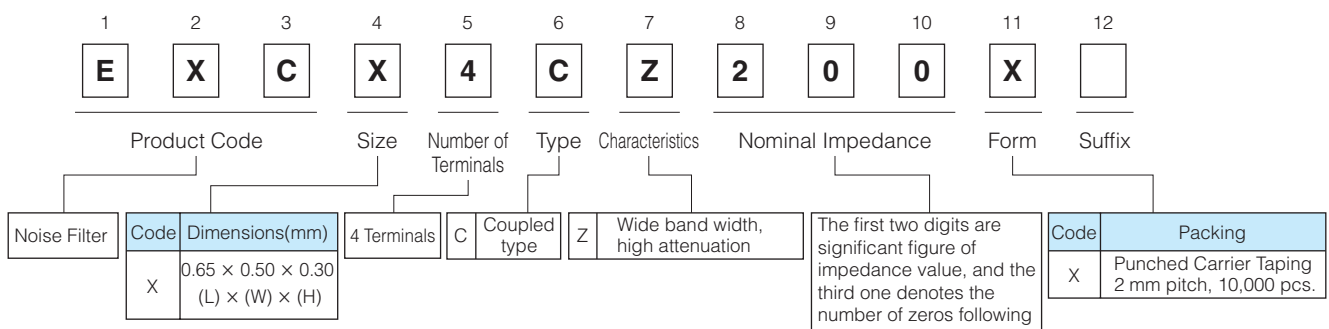 1 2 3 4 5 6 7 8 9 10 11 12
E X C X 4 C Z 2 0 0 X
Product Code Size Number of Terminals Type Characteristics Nominal Impedance Form Suffix
Noise Filter
Code Dimensions(mm)
X 0.65 × 0.50 × 0.30
(L) × (W) × (H)
4 Terminals
C Coupled
type
Z Wide band width,
high attenuation
The first two digits are
significant figure of
impedance value, and the
third one denotes the
number of zeros following
Code Packing
X Punched Carrier Taping
2 mm pitch, 10,000 pcs.